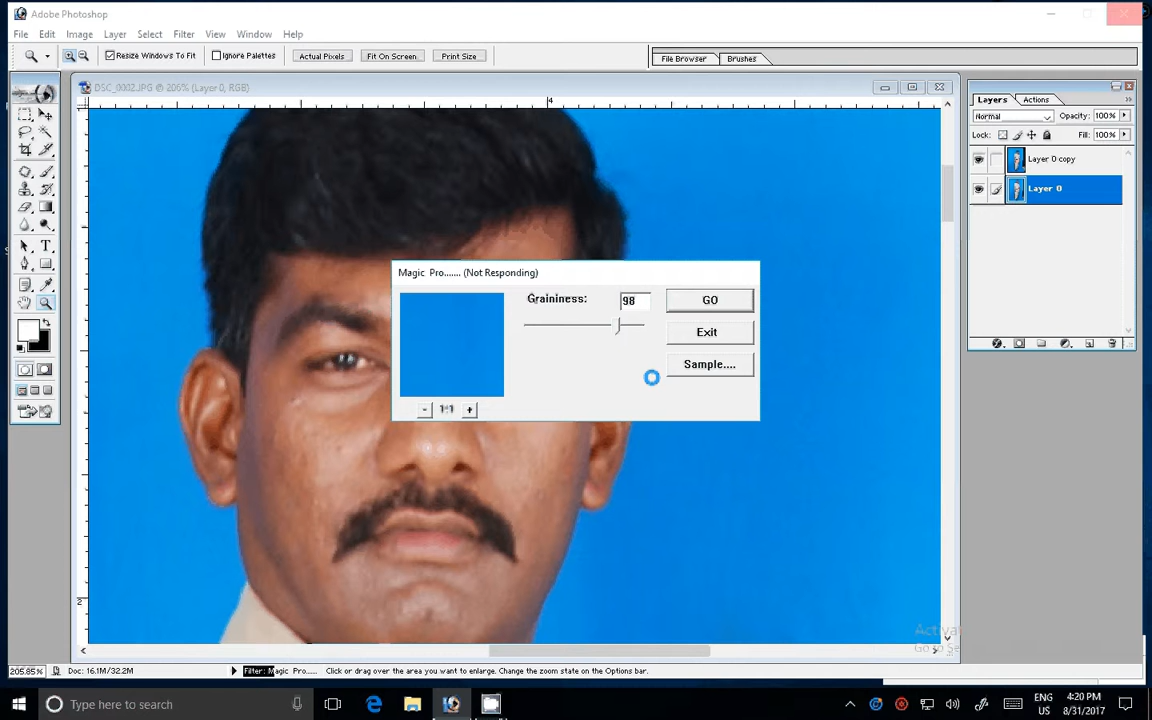 Adobe Photoshop
File Edit Image Layer Select Filter View Window Help
Resize Windows To Fit Ignore Palettes Actual Pixels Fit On Screen Print Size File Browser Brushes
DSC_0002.JPG @ 206% (Layer 0, RGB)
4
Layers Actions
Normal Opacity: 100%
Lock: Fill: 100%
Layer 0 copy
Layer 0
Magic Pro....... (Not Responding)
Graininess: 98 GO
Exit
Sample....
- 1:1 +
2
205.85% Doc: 16.1M/32.2M Filter: Magic Pro..... Click or drag over the area you want to enlarge. Change the zoom state on the Options bar.
Type here to search
ENG
US
4:20 PM
8/31/2017